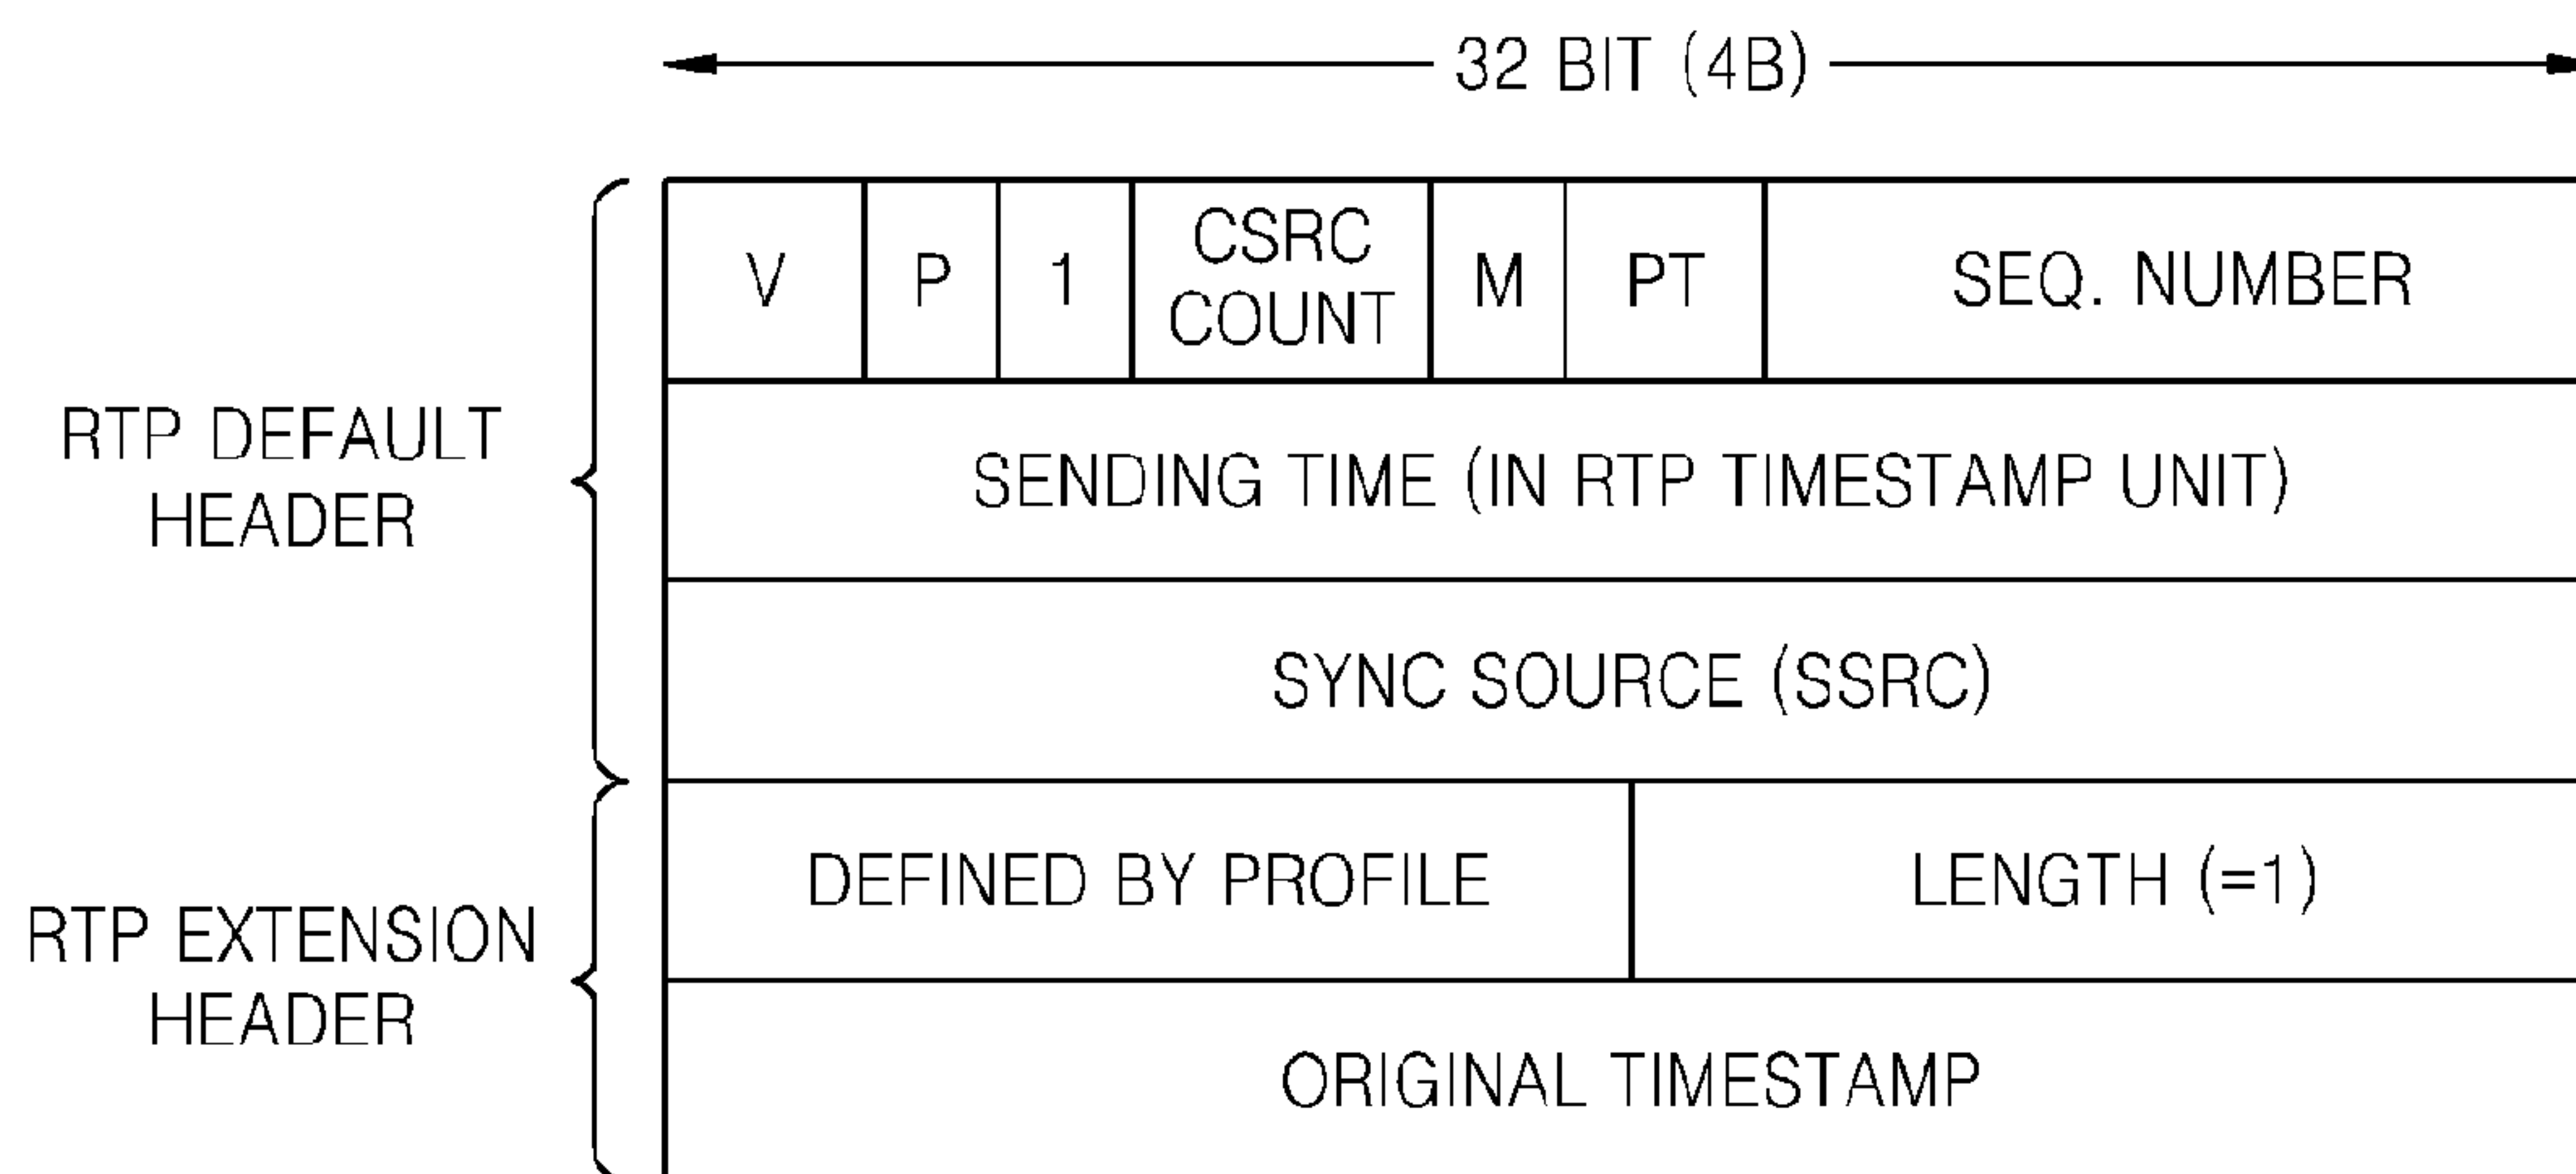 32 BIT (4B)
V P 1 CSRC COUNT M PT SEQ. NUMBER
RTP DEFAULT
HEADER
SENDING TIME (IN RTP TIMESTAMP UNIT)
SYNC SOURCE (SSRC)
DEFINED BY PROFILE LENGTH (=1)
RTP EXTENSION
HEADER
ORIGINAL TIMESTAMP